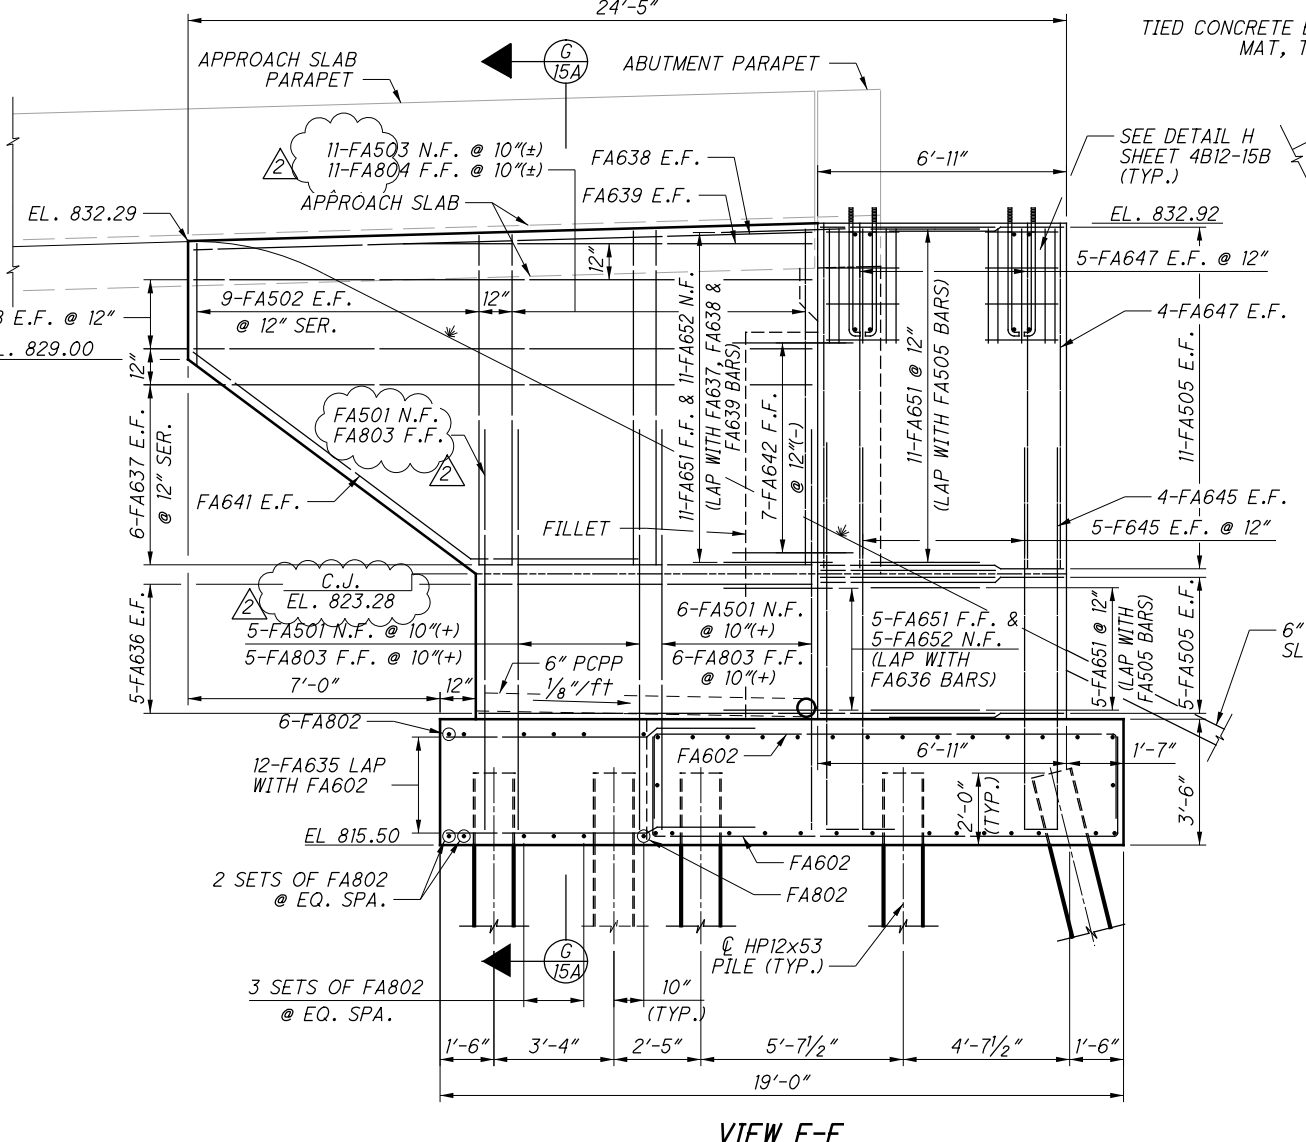 24'-5"
TIED CONCRETE
MAT, T
APPROACH SLAB
PARAPET
G
15A
ABUTMENT PARAPET
2
11-FA503 N.F. @ 10"(±)
11-FA804 F.F. @ 10"(±)
APPROACH SLAB
FA638 E.F.
FA639 E.F.
6'-11"
SEE DETAIL H
SHEET 4B12-15B
(TYP.)
EL. 832.29
EL. 832.92
12"
5-FA647 E.F. @ 12"
9-FA502 E.F.
@ 12" SER.
12"
E.F. @ 12"
4-FA647 E.F.
L. 829.00
12"
11-FA651 F.F. & 11-FA652 N.F.
(LAP WITH FA637, FA638 &
FA639 BARS)
7-FA642 F.F.
@ 12"(-)
11-FA651 @ 12"
(LAP WITH FA505 BARS)
11-FA505 E.F.
6-FA637 E.F.
@ 12" SER.
FA501 N.F.
FA803 F.F.
2
FA641 E.F.
FILLET
4-FA645 E.F.
5-F645 E.F. @ 12"
C.J.
EL. 823.28
2
5-FA636 E.F.
5-FA501 N.F. @ 10"(+)
5-FA803 F.F. @ 10"(+)
6-FA501 N.F.
@ 10"(+)
6-FA803 F.F.
@ 10"(+)
5-FA651 F.F. &
5-FA652 N.F.
(LAP WITH
FA636 BARS)
5-FA651 @ 12"
(LAP WITH
FA505 BARS)
5-FA505 E.F.
6"
SL
7'-0"
12"
6" PCPP
1/8"/ft
6-FA802
12-FA635 LAP
WITH FA602
FA602
6'-11"
1'-7"
2'-0"
(TYP.)
3'-6"
EL 815.50
FA602
2 SETS OF FA802
@ EQ. SPA.
FA802
G
15A
℄ HP12x53
PILE (TYP.)
3 SETS OF FA802
@ EQ. SPA.
10"
(TYP.)
1'-6"
3'-4"
2'-5"
5'-7½"
4'-7½"
1'-6"
19'-0"
VIEW F-F